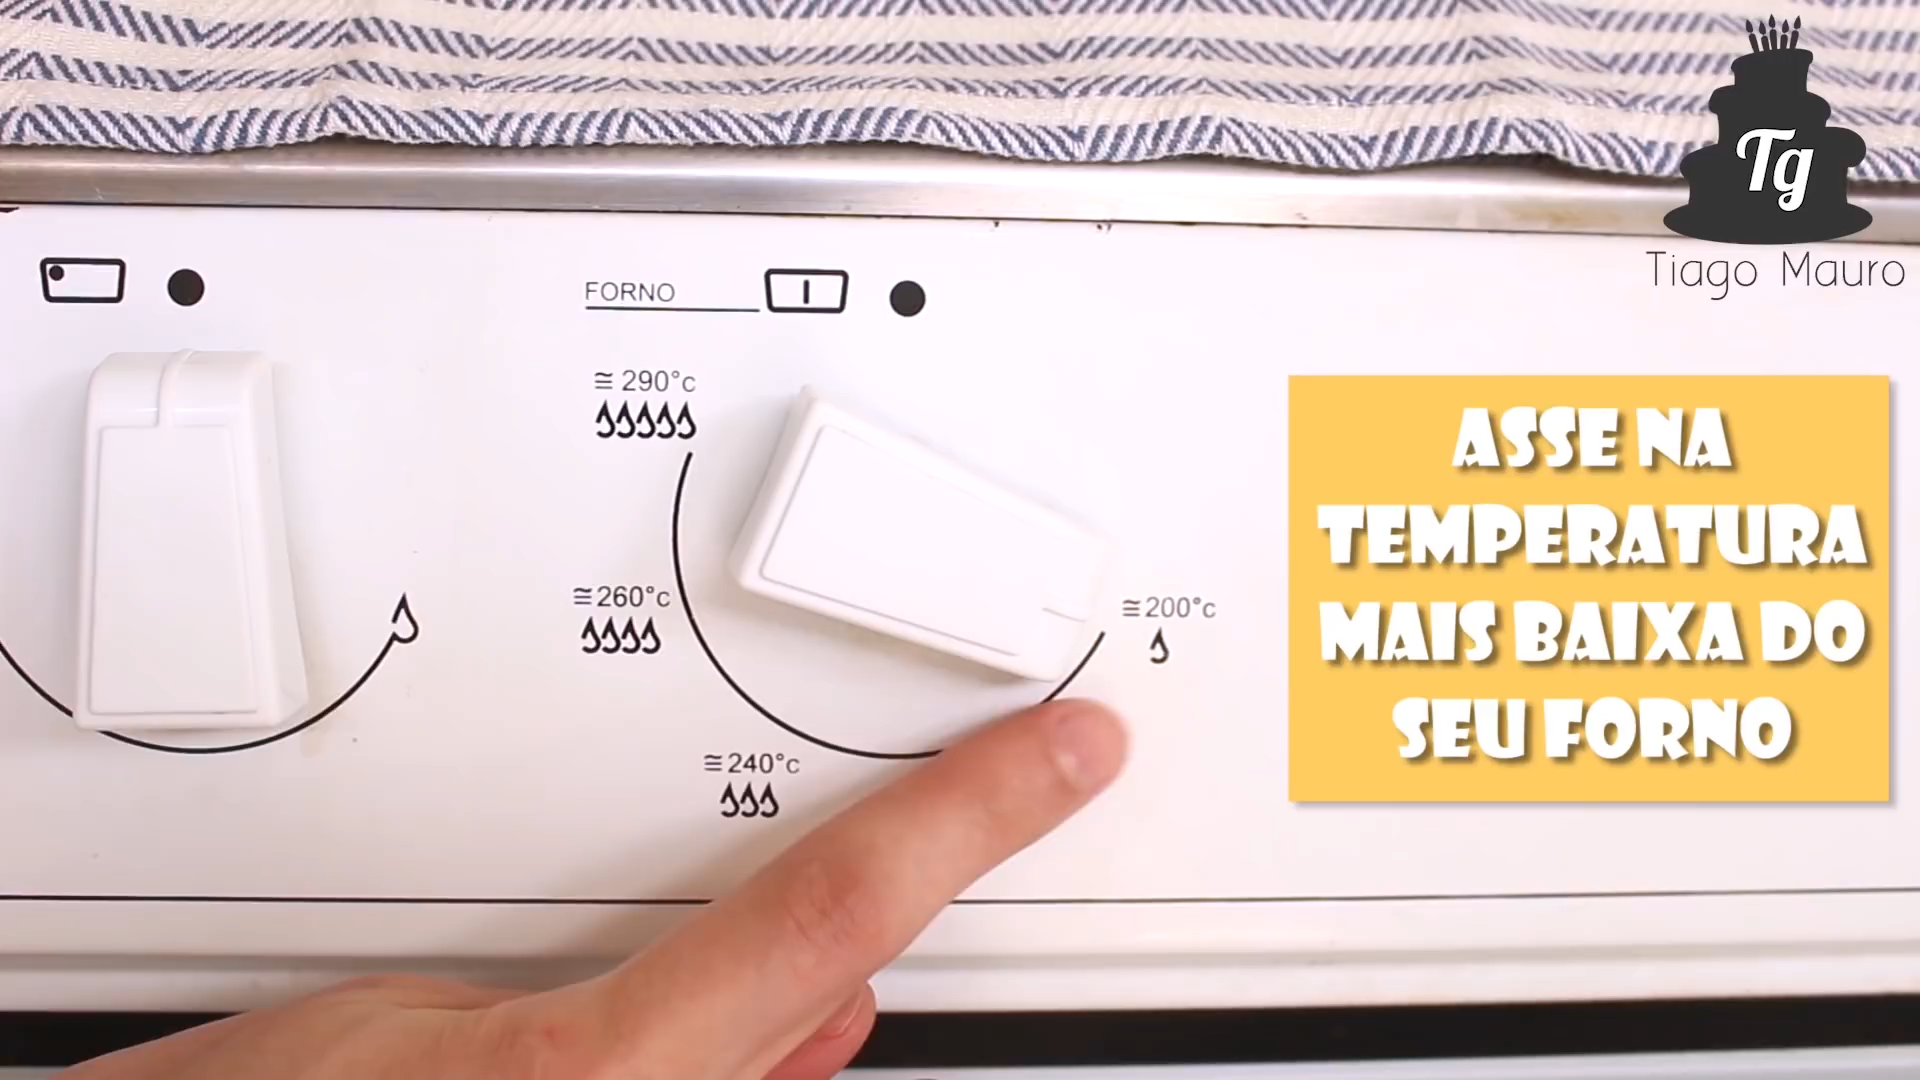 Tg
Tiago Mauro
FORNO
≅ 290°c
≅260°c
≅240°c
≅200°c
ASSE NA
TEMPERATURA
MAIS BAIXA DO
SEU FORNO